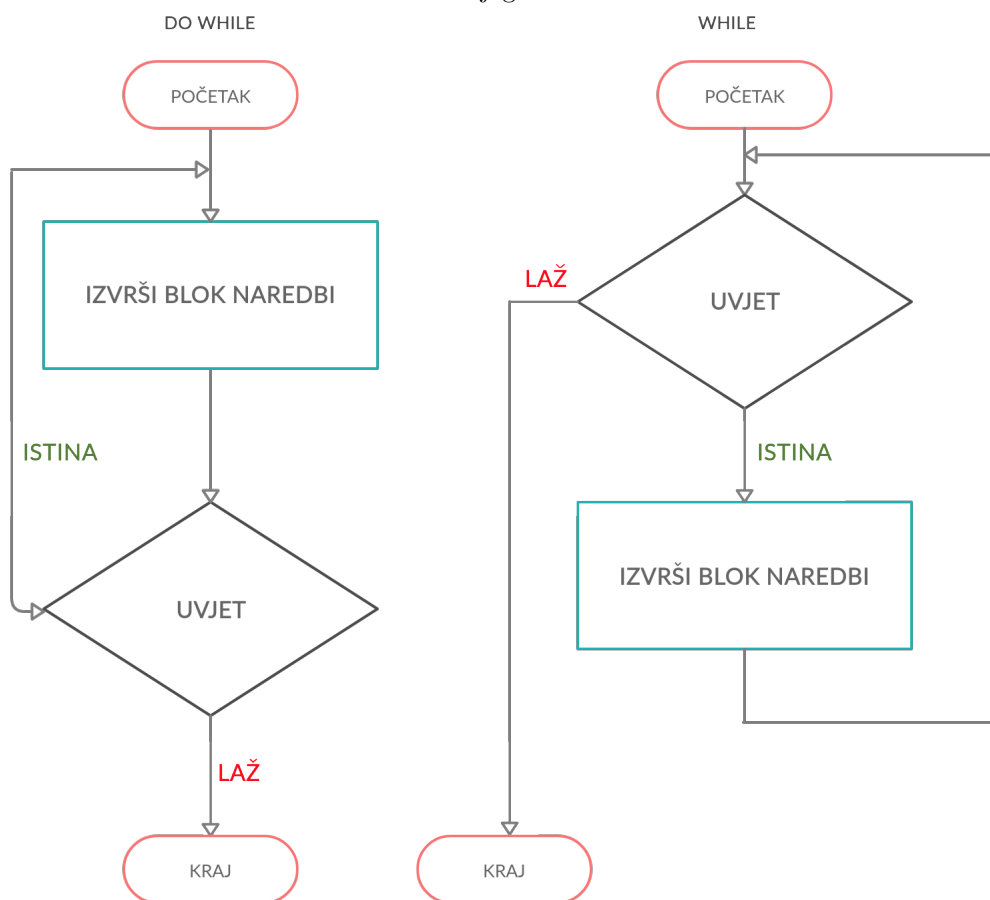 DO WHILE
POČETAK
IZVRŠI BLOK NAREDBI
ISTINA
UVJET
LAŽ
KRAJ
WHILE
POČETAK
LAŽ
UVJET
ISTINA
IZVRŠI BLOK NAREDBI
KRAJ